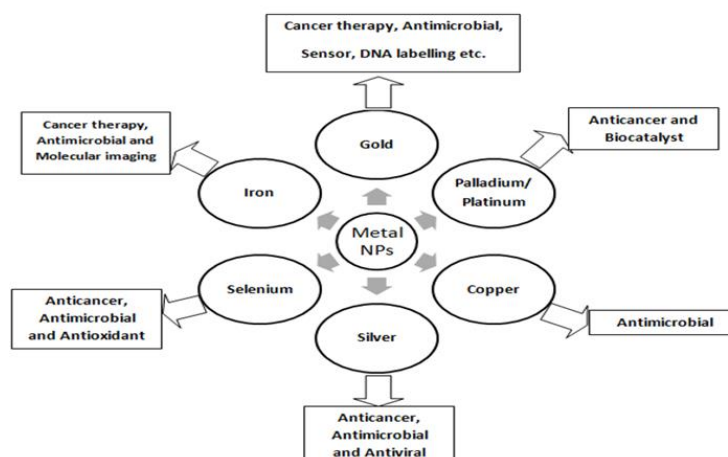 Cancer therapy, Antimicrobial,
Sensor, DNA labelling etc.
Cancer therapy,
Antimicrobial and
Molecular imaging
Gold
Anticancer and
Biocatalyst
Iron
Palladium/
Platinum
Metal
NPs
Selenium
Copper
Anticancer,
Antimicrobial
and Antioxidant
Silver
Antimicrobial
Anticancer,
Antimicrobial
and Antiviral